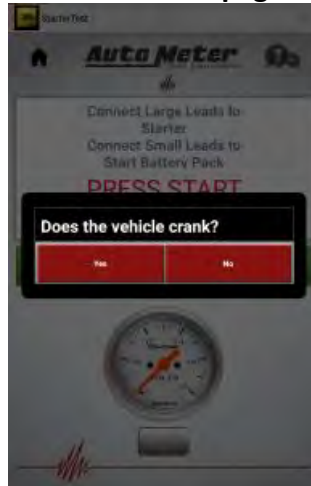 StarterTest
Auto Meter
Connect Large Leads to
Starter
Connect Small Leads to
Start Battery Pack
PRESS START
Does the vehicle crank?
Yes
No